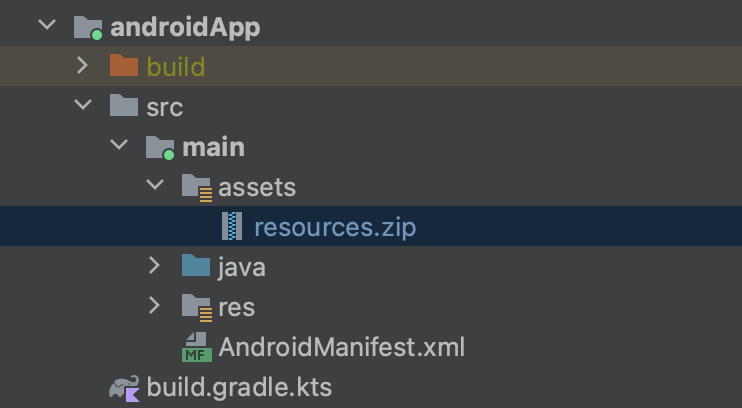 androidApp
build
src
main
assets
resources.zip
java
res
MF AndroidManifest.xml
build.gradle.kts